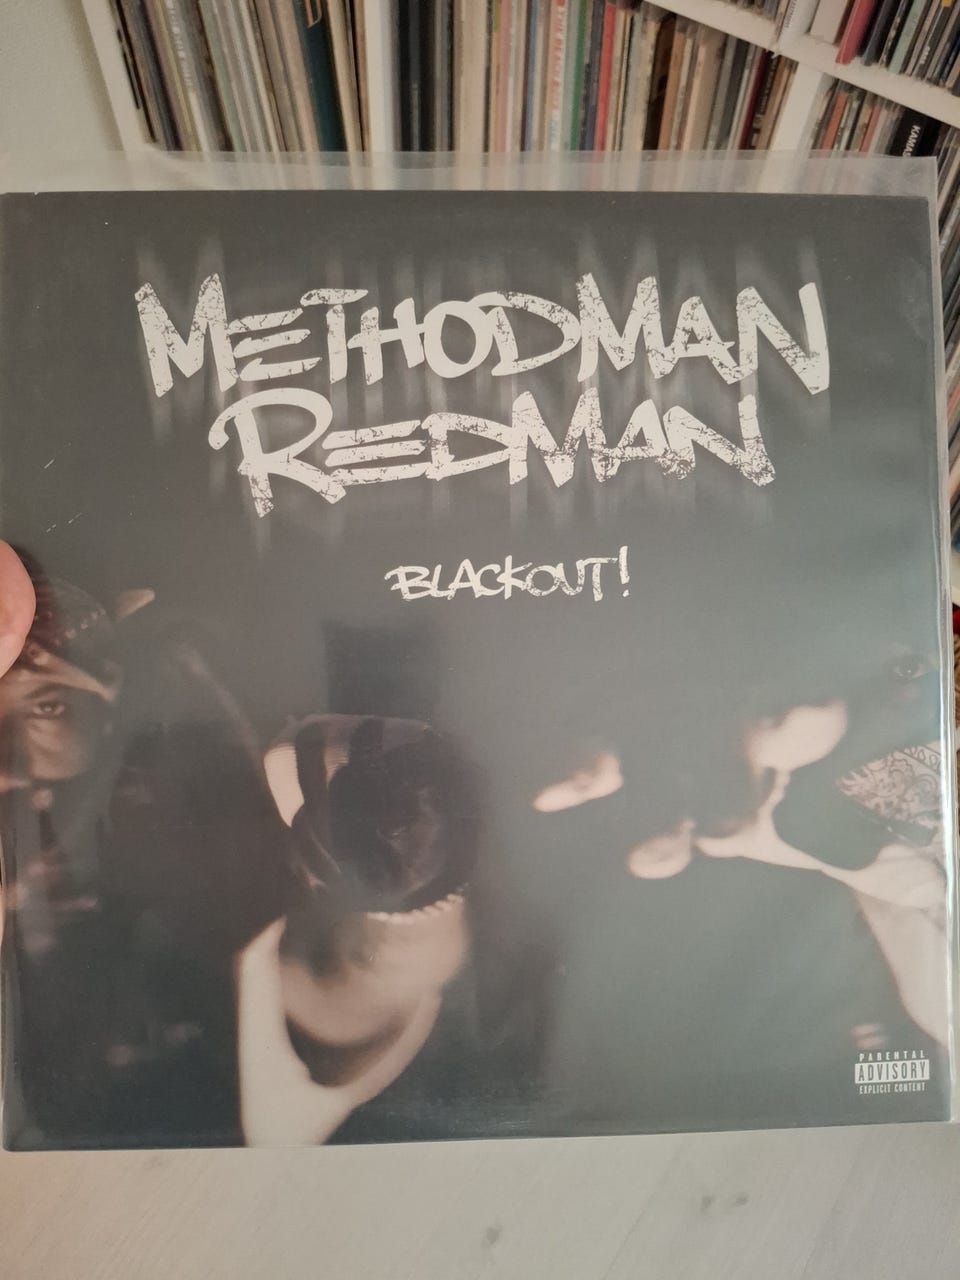 METHODMAN
REDMAN
BLACKOUT!
PARENTAL
ADVISORY
EXPLICIT CONTENT